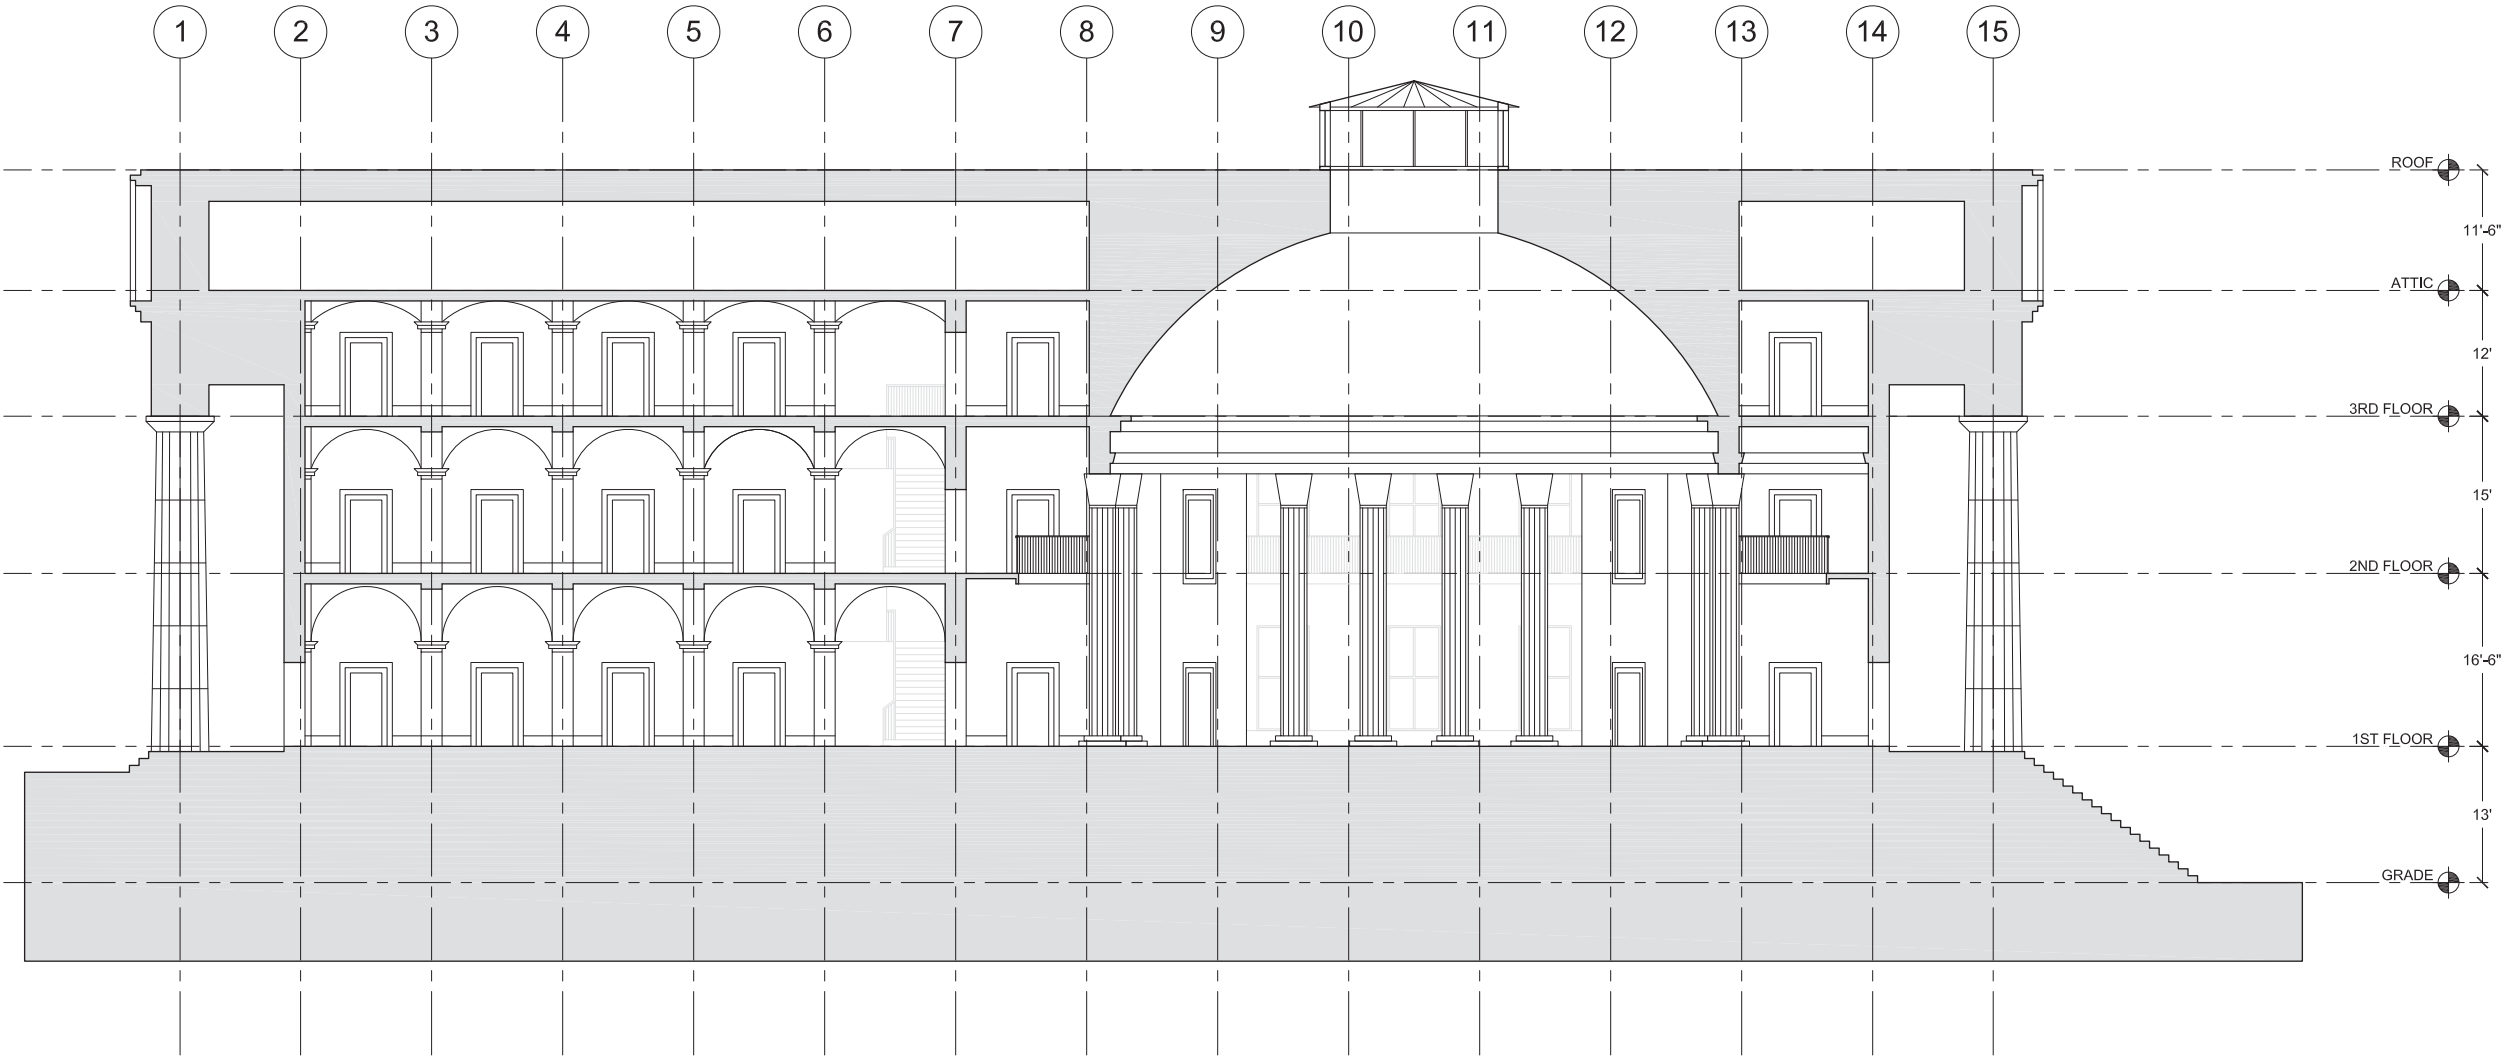 1 2 3 4 5 6 7 8 9 10 11 12 13 14 15
ROOF
11'-6"
ATTIC
12'
3RD FLOOR
15'
2ND FLOOR
16'-6"
1ST FLOOR
13'
GRADE